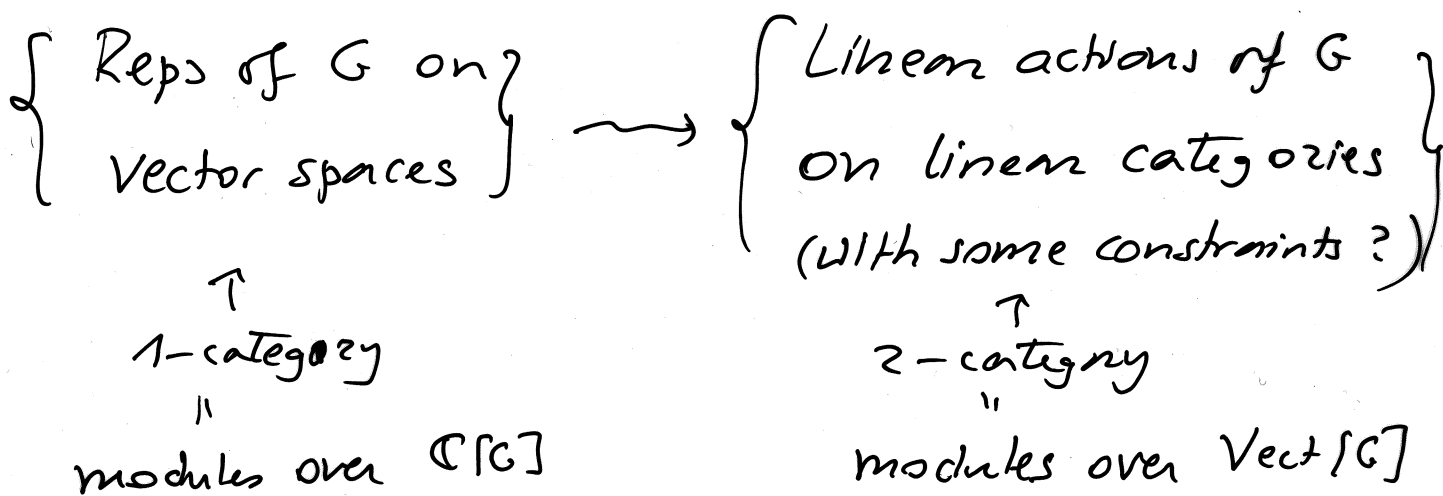 { Reps of G on vector spaces } → { Linear actions of G on linear categories (with some constraints?) }
↑ ↑
1-category 2-category
= =
modules over ℂ[G] modules over Vect[G]